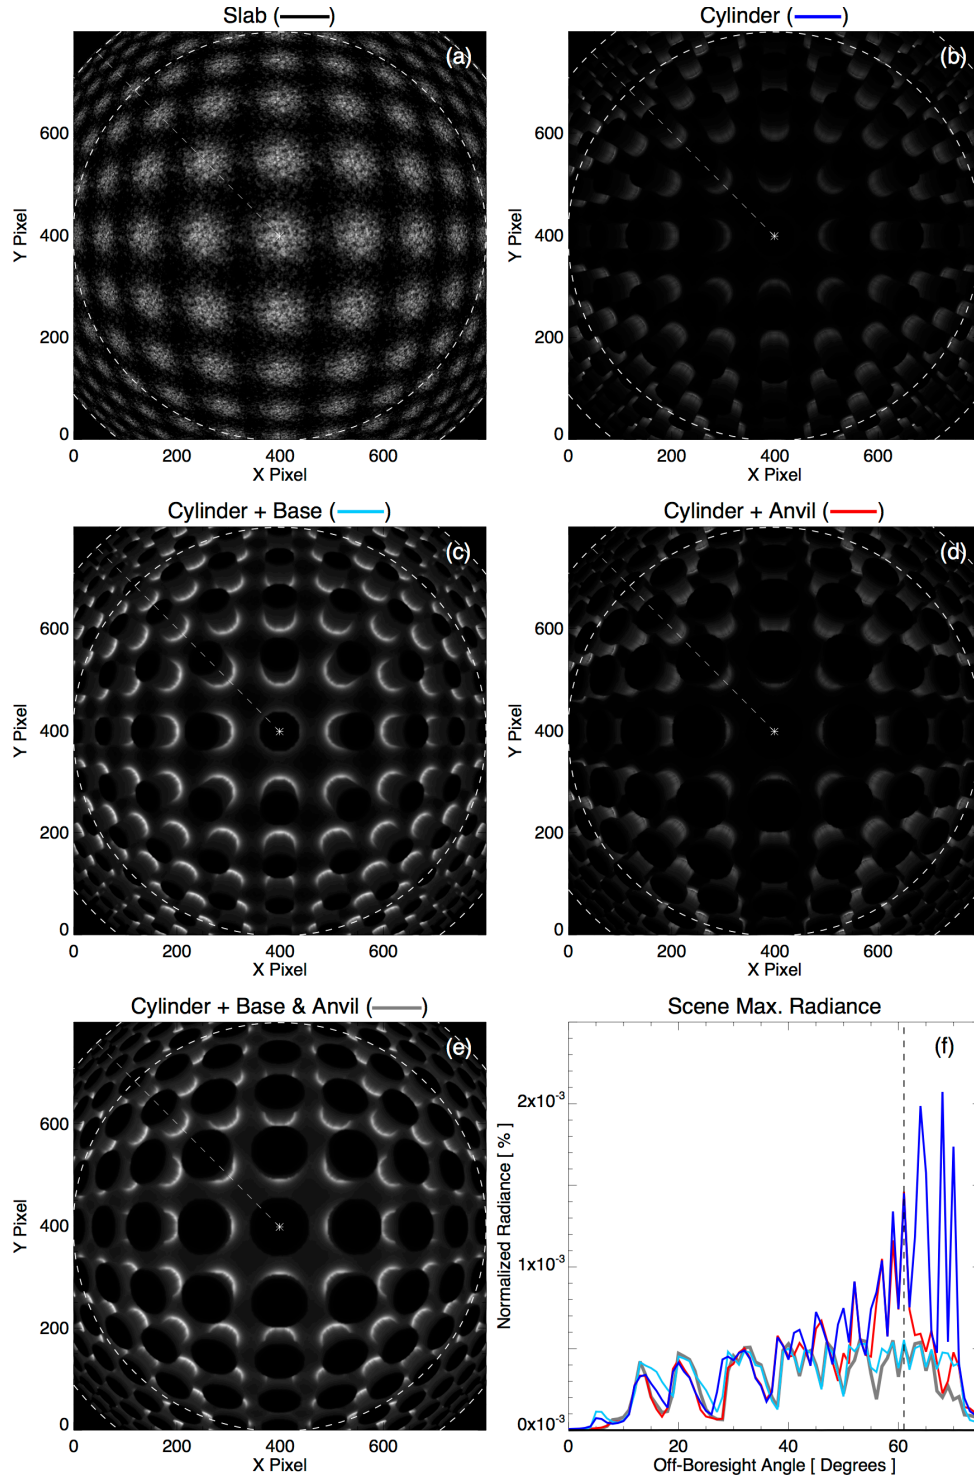 Slab (——)
(a)
Y Pixel
600
400
200
0
0 200 400 600
X Pixel
Cylinder (——)
(b)
Y Pixel
600
400
200
0
0 200 400 600
X Pixel
Cylinder + Base (——)
(c)
Y Pixel
600
400
200
0
0 200 400 600
X Pixel
Cylinder + Anvil (——)
(d)
Y Pixel
600
400
200
0
0 200 400 600
X Pixel
Cylinder + Base & Anvil (——)
(e)
Y Pixel
600
400
200
0
0 200 400 600
X Pixel
Scene Max. Radiance
(f)
Normalized Radiance [ % ]
2x10⁻³
1x10⁻³
0x10⁻³
0 20 40 60
Off-Boresight Angle [ Degrees ]